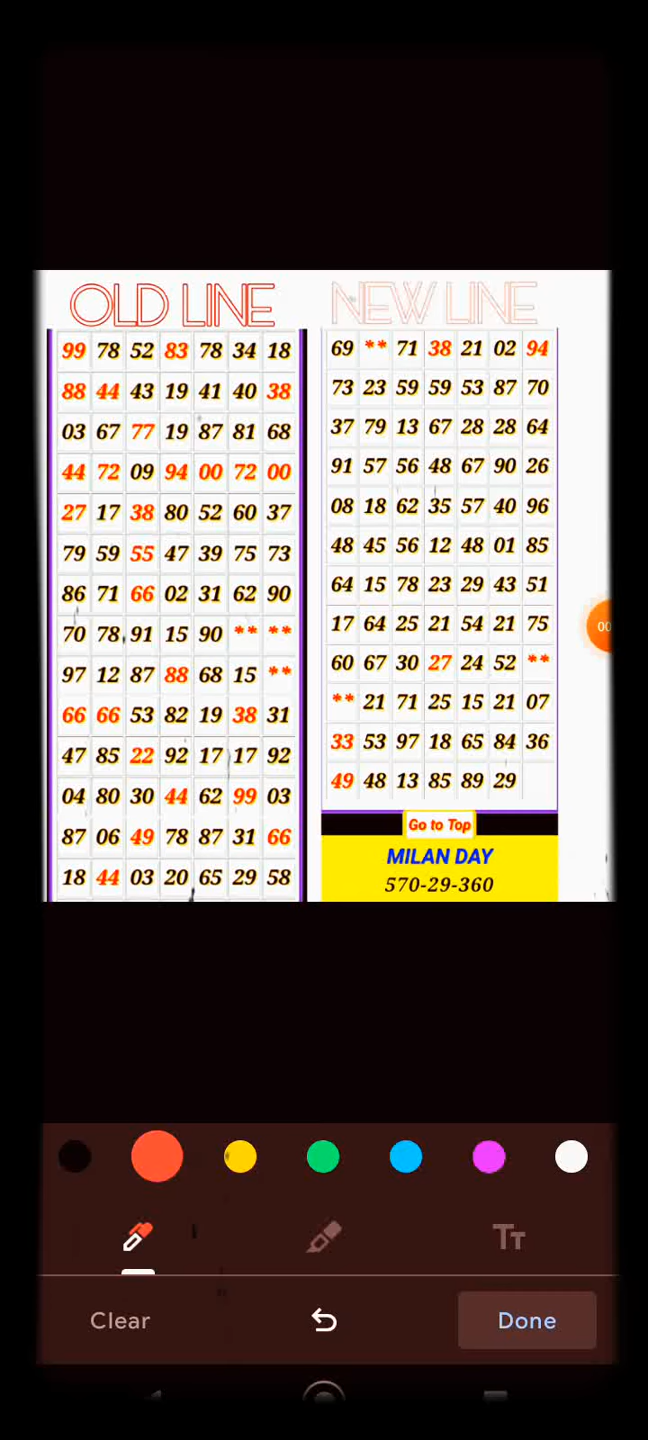 OLD LINE
99 78 52 83 78 34 18
88 44 43 19 41 40 38
03 67 77 19 87 81 68
44 72 09 94 00 72 00
27 17 38 80 52 60 37
79 59 55 47 39 75 73
86 71 66 02 31 62 90
70 78 91 15 90 ** **
97 12 87 88 68 15 **
66 66 53 82 19 38 31
47 85 22 92 17 17 92
04 80 30 44 62 99 03
87 06 49 78 87 31 66
18 44 03 20 65 29 58
NEW LINE
69 ** 71 38 21 02 94
73 23 59 59 53 87 70
37 79 13 67 28 28 64
91 57 56 48 67 90 26
08 18 62 35 57 40 96
48 45 56 12 48 01 85
64 15 78 23 29 43 51
17 64 25 21 54 21 75
60 67 30 27 24 52 **
** 21 71 25 15 21 07
33 53 97 18 65 84 36
49 48 13 85 89 29
Go to Top
MILAN DAY
570-29-360
00
Tт
Clear
Done